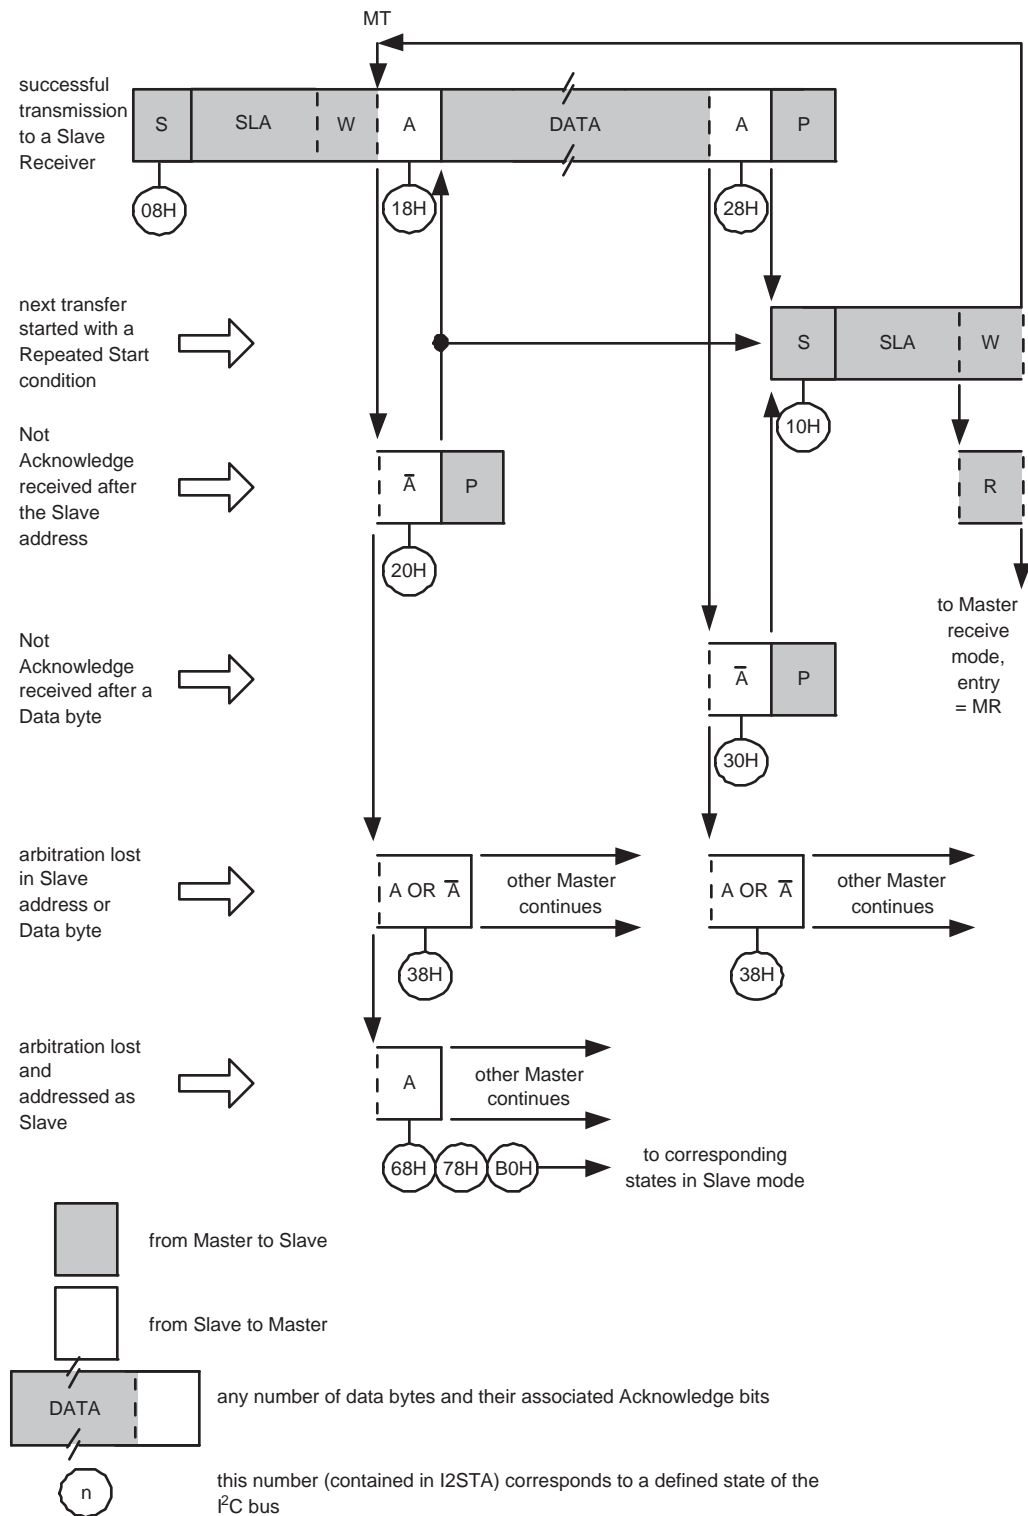 MT
successful
transmission
to a Slave
Receiver
S SLA W A DATA A P
08H 18H 28H
next transfer
started with a
Repeated Start
condition
S SLA W
10H
Not
Acknowledge
received after
the Slave
address
A̅ P
R
20H
to Master
receive
mode,
entry
= MR
Not
Acknowledge
received after a
Data byte
A̅ P
30H
arbitration lost
in Slave
address or
Data byte
A OR A̅
other Master
continues
A OR A̅
other Master
continues
38H 38H
arbitration lost
and
addressed as
Slave
A
other Master
continues
68H 78H B0H
to corresponding
states in Slave mode
from Master to Slave
from Slave to Master
DATA
any number of data bytes and their associated Acknowledge bits
n
this number (contained in I2STA) corresponds to a defined state of the
I²C bus